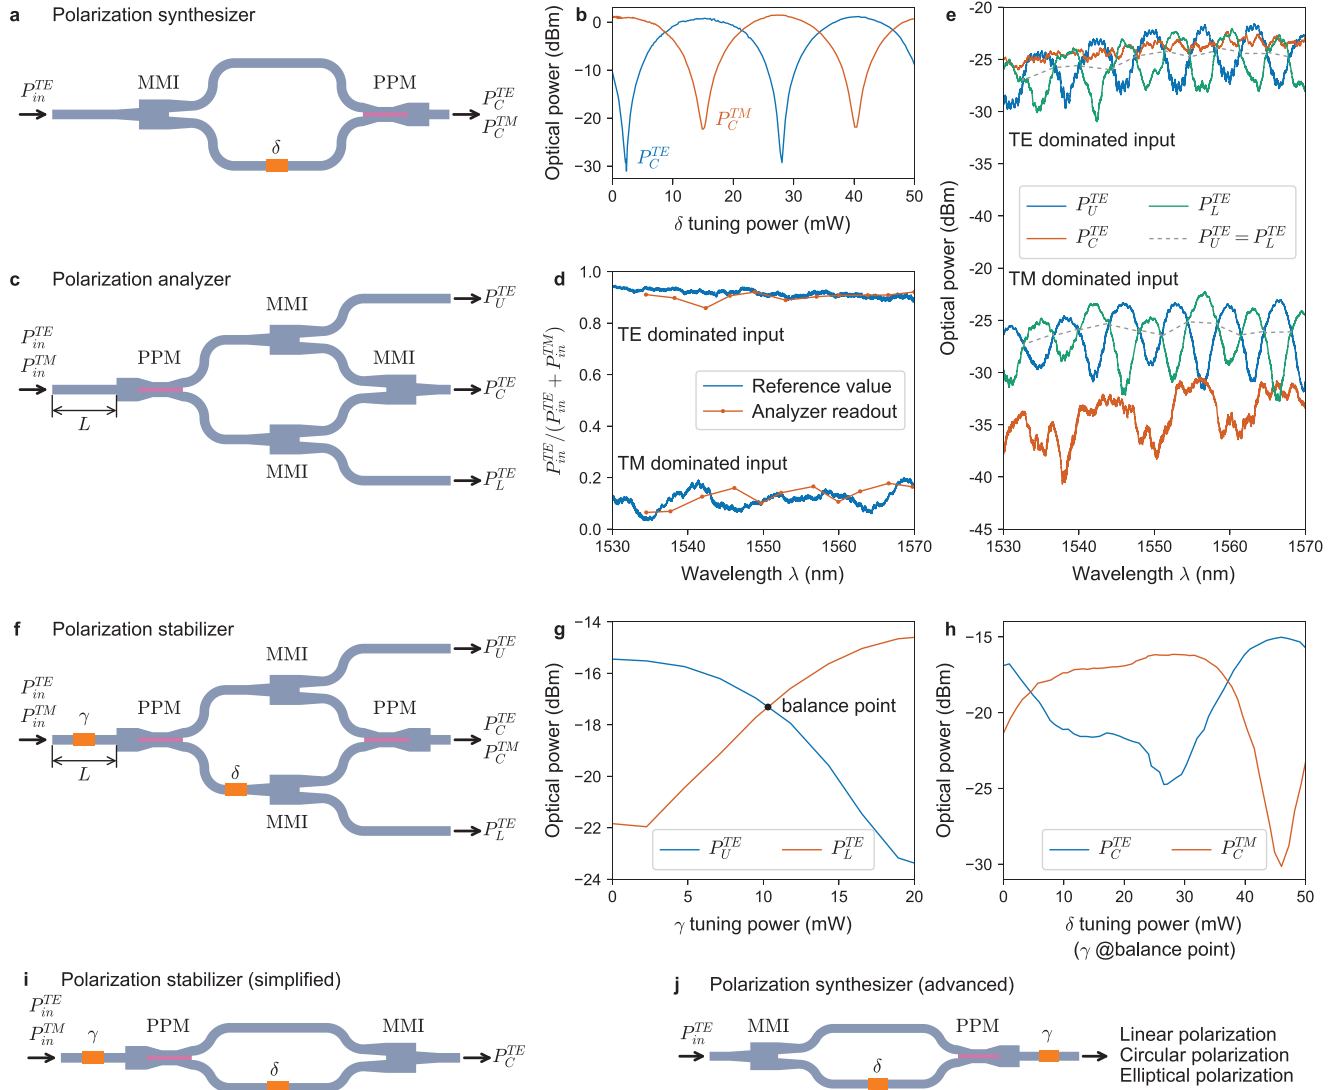 a Polarization synthesizer
P_in^TE
MMI
PPM
P_C^TE
P_C^TM
δ
b
Optical power (dBm)
0
−10
−20
−30
P_C^TM
P_C^TE
0 10 20 30 40 50
δ tuning power (mW)
c Polarization analyzer
MMI
P_U^TE
P_in^TE
P_in^TM
PPM
MMI
P_C^TE
L
MMI
P_L^TE
d
P_in^TE/(P_in^TE + P_in^TM)
1.0
0.8
0.6
0.4
0.2
0.0
TE dominated input
Reference value
Analyzer readout
TM dominated input
1530 1540 1550 1560 1570
Wavelength λ (nm)
e
Optical power (dBm)
-20
-25
-30
-35
-40
TE dominated input
P_U^TE P_L^TE
P_C^TE P_U^TE = P_L^TE
-20
-25
-30
-35
-40
-45
TM dominated input
1530 1540 1550 1560 1570
Wavelength λ (nm)
f Polarization stabilizer
MMI
P_U^TE
P_in^TE
P_in^TM
γ
PPM
PPM
P_C^TE
P_C^TM
L
δ
MMI
P_L^TE
g
Optical power (dBm)
−14
−16
−18
−20
−22
−24
balance point
P_U^TE P_L^TE
0 5 10 15 20
γ tuning power (mW)
h
Optical power (dBm)
−15
−20
−25
−30
P_C^TE P_C^TM
0 10 20 30 40 50
δ tuning power (mW)
(γ @balance point)
i Polarization stabilizer (simplified)
P_in^TE
P_in^TM
γ
PPM
MMI
δ
P_C^TE
j Polarization synthesizer (advanced)
P_in^TE
MMI
PPM
γ
δ
Linear polarization
Circular polarization
Elliptical polarization